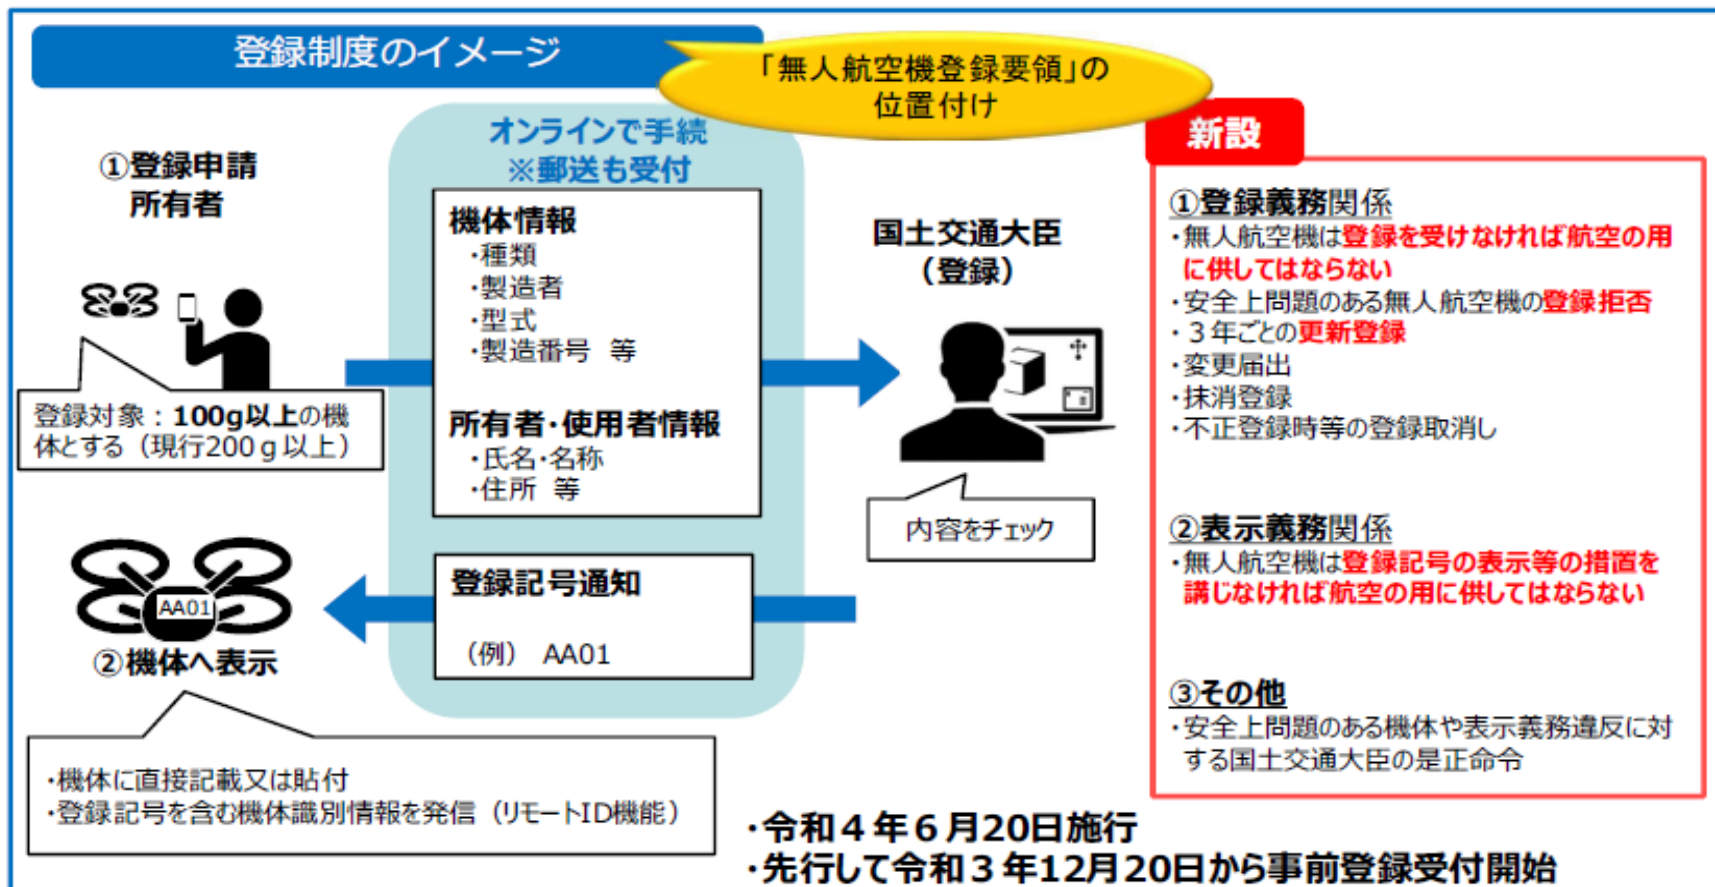 登録制度のイメージ
「無人航空機登録要領」の
位置付け
①登録申請
所有者
登録対象：100g以上の機
体とする（現行200ｇ以上）
オンラインで手続
※郵送も受付
機体情報
・種類
・製造者
・型式
・製造番号 等
所有者・使用者情報
・氏名・名称
・住所 等
国土交通大臣
（登録）
内容をチェック
登録記号通知
（例） AA01
AA01
②機体へ表示
・機体に直接記載又は貼付
・登録記号を含む機体識別情報を発信（リモートID機能）
新設
①登録義務関係
・無人航空機は登録を受けなければ航空の用
に供してはならない
・安全上問題のある無人航空機の登録拒否
・３年ごとの更新登録
・変更届出
・抹消登録
・不正登録時等の登録取消し
②表示義務関係
・無人航空機は登録記号の表示等の措置を
講じなければ航空の用に供してはならない
③その他
・安全上問題のある機体や表示義務違反に対
する国土交通大臣の是正命令
・令和４年６月20日施行
・先行して令和３年12月20日から事前登録受付開始